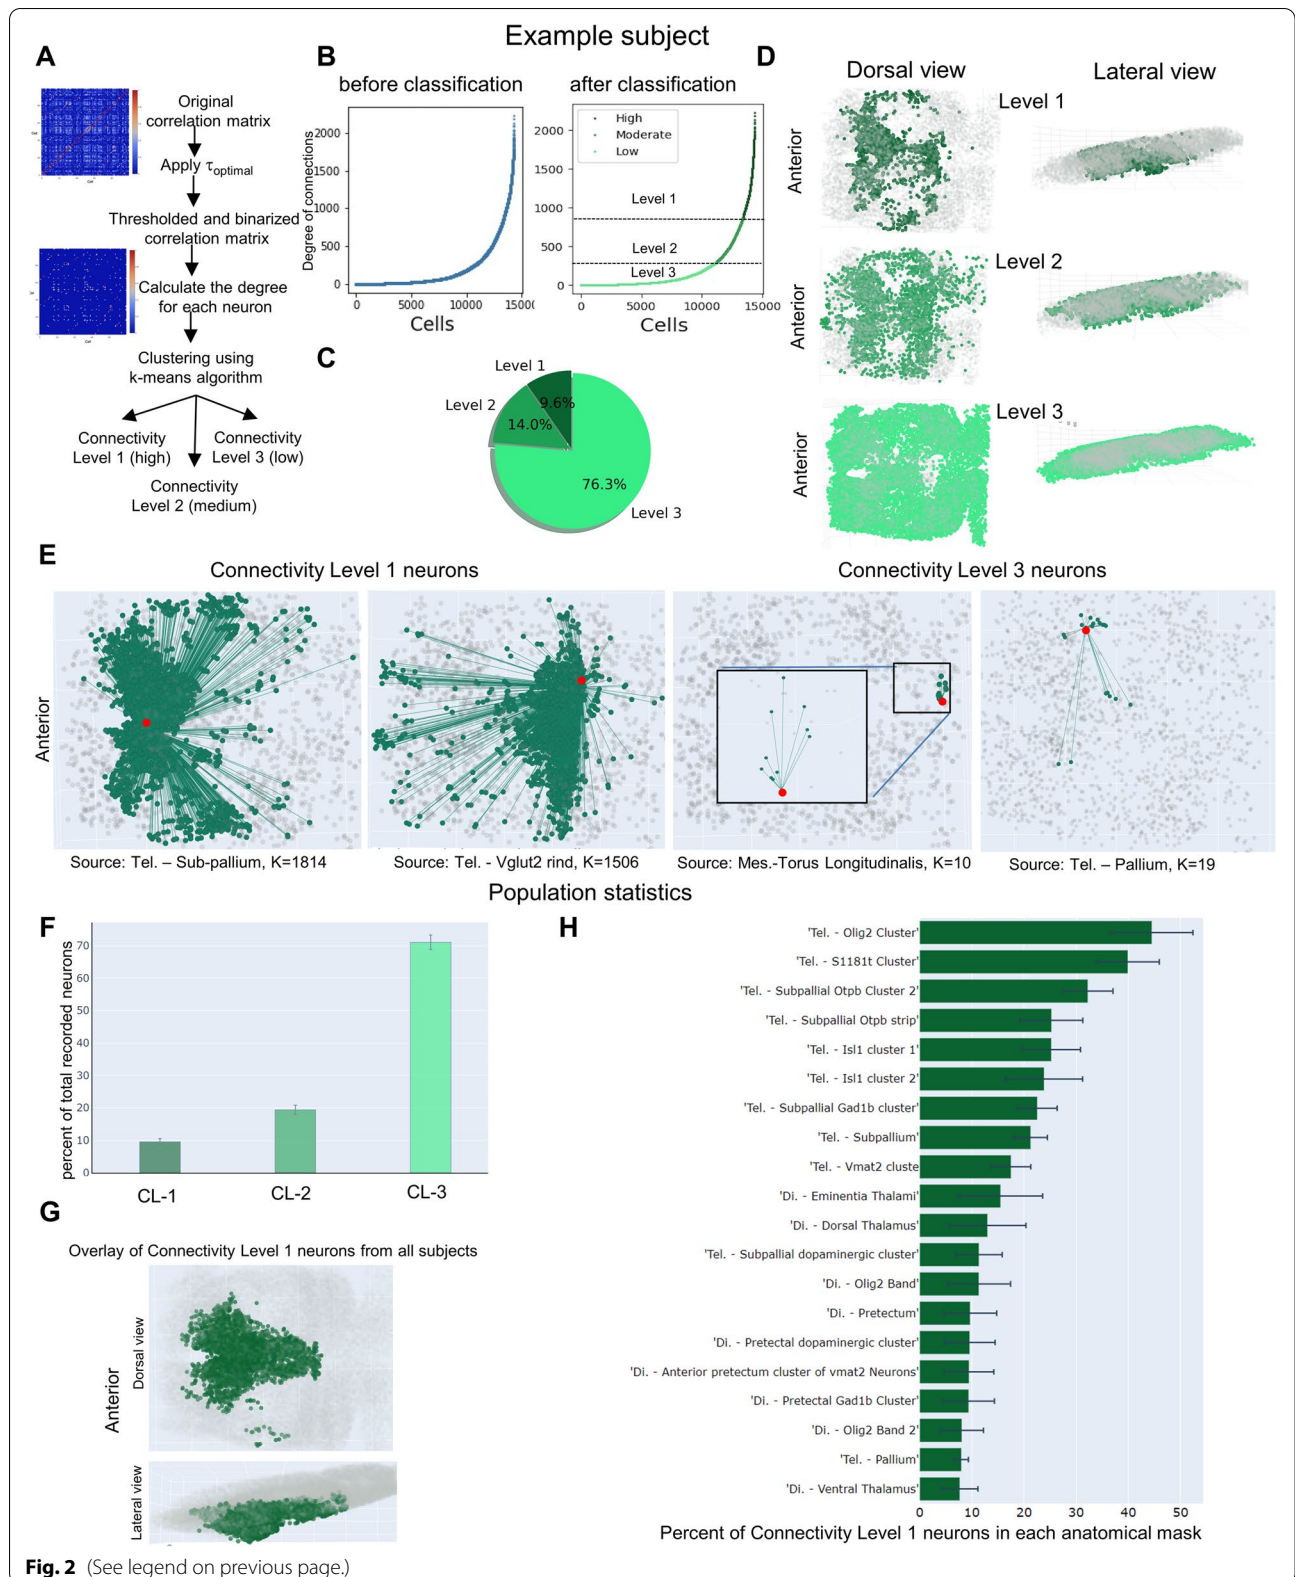 Example subject
A
Original
correlation matrix
Apply τoptimal
Thresholded and binarized
correlation matrix
Calculate the degree
for each neuron
Clustering using
k-means algorithm
Connectivity
Level 1 (high)
Connectivity
Level 3 (low)
Connectivity
Level 2 (medium)
B
before classification
Degree of connections
2000
1500
1000
500
0
0
5000
10000
15000
Cells
after classification
High
Moderate
Low
Level 1
Level 2
Level 3
2000
1500
1000
500
0
0
5000
10000
15000
Cells
C
Level 1
9.6%
Level 2
14.0%
76.3%
Level 3
D
Dorsal view
Lateral view
Level 1
Anterior
Level 2
Anterior
Level 3
Anterior
E
Connectivity Level 1 neurons
Connectivity Level 3 neurons
Anterior
Source: Tel. – Sub-pallium, K=1814
Source: Tel. - Vglut2 rind, K=1506
Source: Mes.-Torus Longitudinalis, K=10
Source: Tel. – Pallium, K=19
Population statistics
F
percent of total recorded neurons
70
60
50
40
30
20
10
0
CL-1
CL-2
CL-3
G
Overlay of Connectivity Level 1 neurons from all subjects
Anterior
Dorsal view
Lateral view
H
'Tel. - Olig2 Cluster'
'Tel. - S1181t Cluster'
'Tel. - Subpallial Otpb Cluster 2'
'Tel. - Subpallial Otpb strip'
'Tel. - Isl1 cluster 1'
'Tel. - Isl1 cluster 2'
'Tel. - Subpallial Gad1b cluster'
'Tel. - Subpallium'
'Tel. - Vmat2 cluste
'Di. - Eminentia Thalami'
'Di. - Dorsal Thalamus'
'Tel. - Subpallial dopaminergic cluster'
'Di. - Olig2 Band'
'Di. - Pretectum'
'Di. - Pretectal dopaminergic cluster'
'Di. - Anterior pretectum cluster of vmat2 Neurons'
'Di. - Pretectal Gad1b Cluster'
'Di. - Olig2 Band 2'
'Tel. - Pallium'
'Di. - Ventral Thalamus'
0
10
20
30
40
50
Percent of Connectivity Level 1 neurons in each anatomical mask
Fig. 2 (See legend on previous page.)